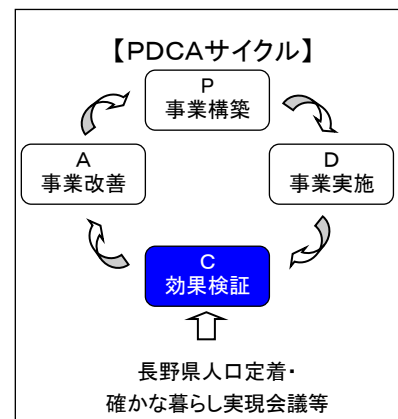 【PDCAサイクル】
P
事業構築
A
事業改善
D
事業実施
C
効果検証
長野県人口定着・
確かな暮らし実現会議等